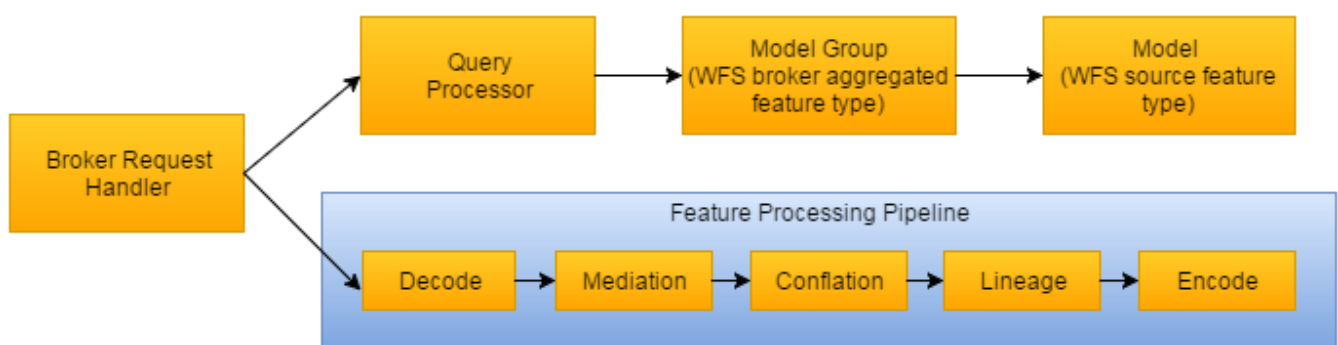 Broker Request
Handler
Query
Processor
Model Group
(WFS broker aggregated
feature type)
Model
(WFS source feature
type)
Feature Processing Pipeline
Decode
Mediation
Conflation
Lineage
Encode